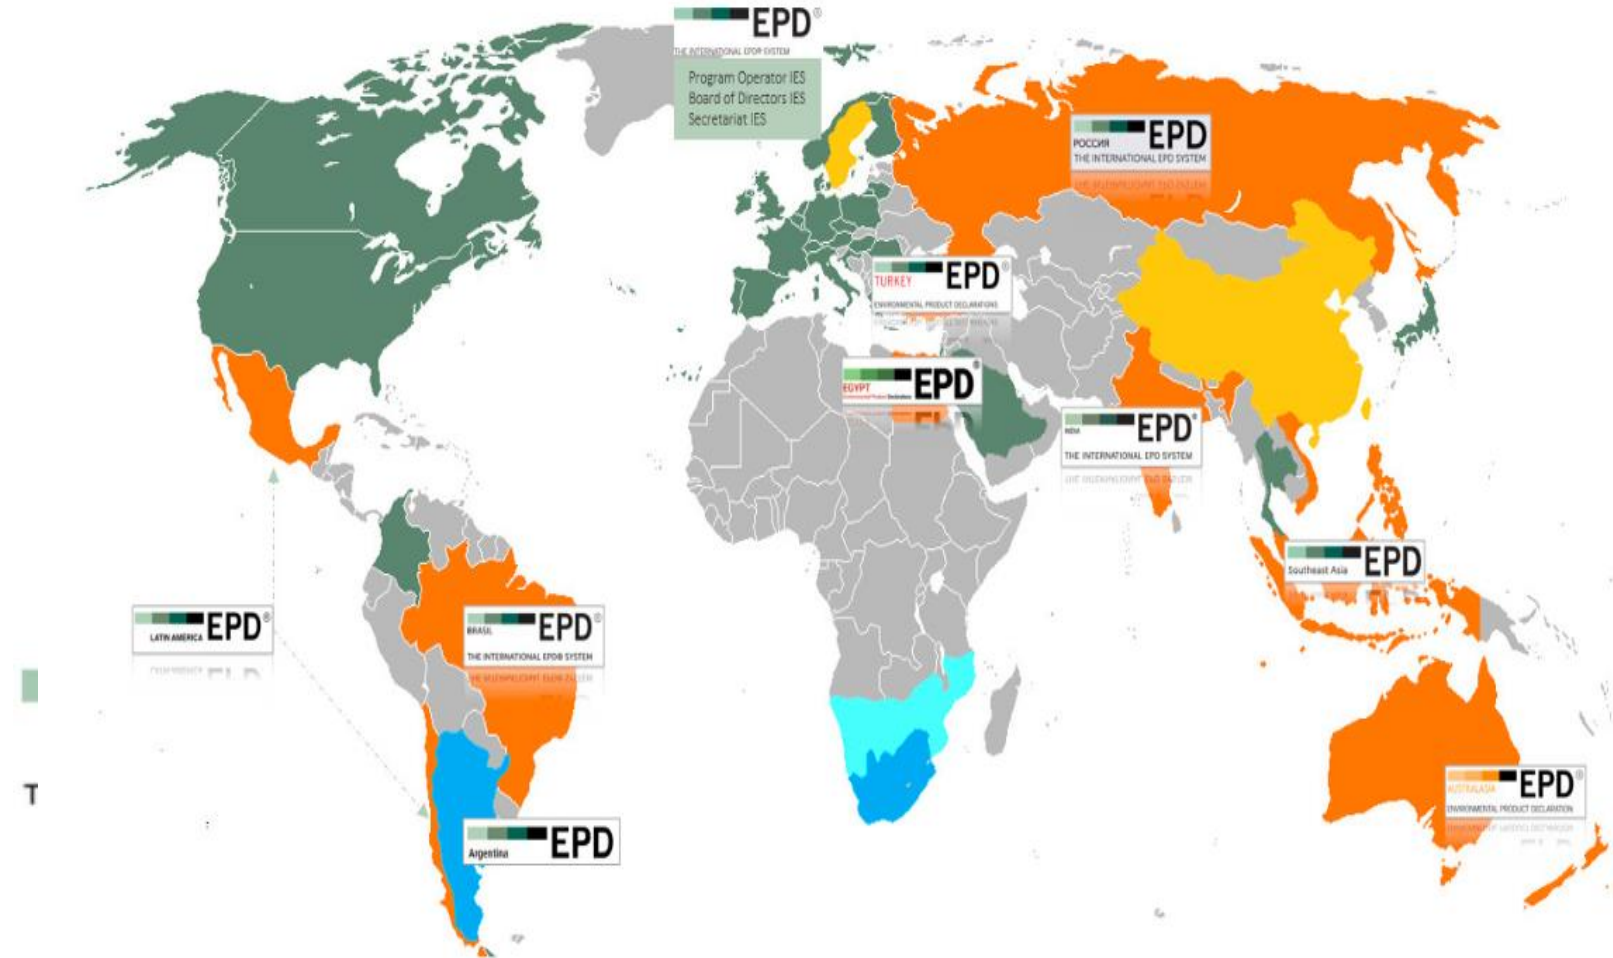 EPD®
THE INTERNATIONAL EPD® SYSTEM
Program Operator IES
Board of Directors IES
Secretariat IES
РОССИЯ EPD
THE INTERNATIONAL EPD SYSTEM
TURKEY EPD®
ENVIRONMENTAL PRODUCT DECLARATIONS
EGYPT EPD®
INDIA EPD®
THE INTERNATIONAL EPD SYSTEM
Southeast Asia EPD
LATIN AMERICA EPD®
BRASIL EPD®
THE INTERNATIONAL EPD® SYSTEM
T
AUSTRALASIA EPD®
ENVIRONMENTAL PRODUCT DECLARATION
Argentina EPD